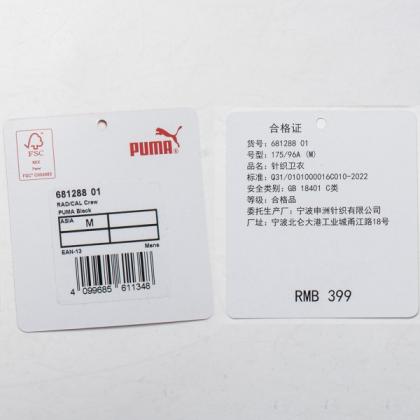 FSC
MIX
Paper
PUMA
681288 01
RAD/CAL Crew
PUMA Black
ASIA M
EAN-13 Mens
4 099685 611346
合格证
货号：681288 01
号型：175/96A (M)
品名：针织卫衣
标准：Q31/0101000016C010-2022
安全类别：GB 18401 C类
等级：合格品
委托生产厂：宁波申洲针织有限公司
厂址：宁波北仑大港工业城甬江路18号
RMB 399